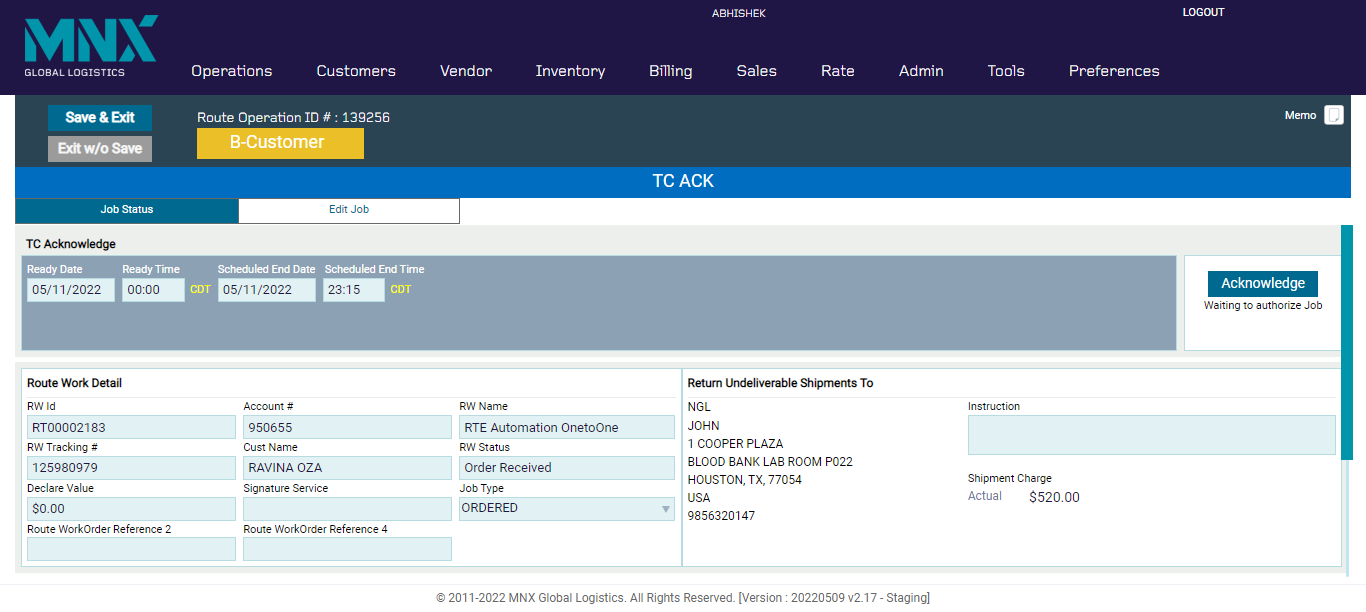 ABHISHEK
LOGOUT
MNX
GLOBAL LOGISTICS
Operations Customers Vendor Inventory Billing Sales Rate Admin Tools Preferences
Save & Exit
Exit w/o Save
Route Operation ID # : 139256
B-Customer
Memo
TC ACK
Job Status Edit Job
TC Acknowledge
Ready Date Ready Time Scheduled End Date Scheduled End Time
05/11/2022 00:00 CDT 05/11/2022 23:15 CDT
Acknowledge
Waiting to authorize Job
Route Work Detail
RW Id Account # RW Name
RT00002183 950655 RTE Automation OnetoOne
RW Tracking # Cust Name RW Status
125980979 RAVINA OZA Order Received
Declare Value Signature Service Job Type
$0.00 ORDERED
Route WorkOrder Reference 2 Route WorkOrder Reference 4
Return Undeliverable Shipments To
NGL
JOHN
1 COOPER PLAZA
BLOOD BANK LAB ROOM P022
HOUSTON, TX, 77054
USA
9856320147
Instruction
Shipment Charge
Actual $520.00
© 2011-2022 MNX Global Logistics. All Rights Reserved. [Version : 20220509 v2.17 - Staging]